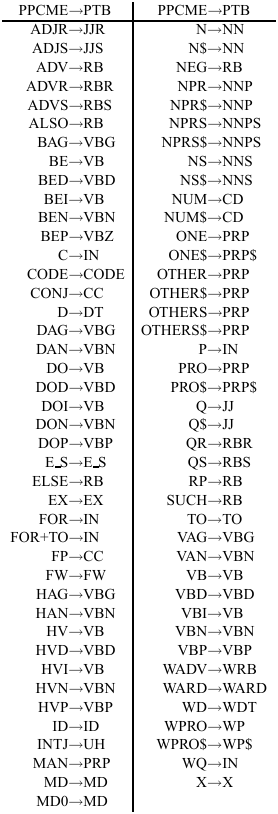 PPCME→PTB PPCME→PTB
ADJR→JJR N→NN
ADJS→JJS N$→NN
ADV→RB NEG→RB
ADVR→RBR NPR→NNP
ADVS→RBS NPR$→NNP
ALSO→RB NPRS→NNPS
BAG→VBG NPRS$→NNPS
BE→VB NS→NNS
BED→VBD NS$→NNS
BEI→VB NUM→CD
BEN→VBN NUM$→CD
BEP→VBZ ONE→PRP
C→IN ONE$→PRP$
CODE→CODE OTHER→PRP
CONJ→CC OTHER$→PRP
D→DT OTHERS→PRP
DAG→VBG OTHERS$→PRP
DAN→VBN P→IN
DO→VB PRO→PRP
DOD→VBD PRO$→PRP$
DOI→VB Q→JJ
DON→VBN Q$→JJ
DOP→VBP QR→RBR
E_S→E_S QS→RBS
ELSE→RB RP→RB
EX→EX SUCH→RB
FOR→IN TO→TO
FOR+TO→IN VAG→VBG
FP→CC VAN→VBN
FW→FW VB→VB
HAG→VBG VBD→VBD
HAN→VBN VBI→VB
HV→VB VBN→VBN
HVD→VBD VBP→VBP
HVI→VB WADV→WRB
HVN→VBN WARD→WARD
HVP→VBP WD→WDT
ID→ID WPRO→WP
INTJ→UH WPRO$→WP$
MAN→PRP WQ→IN
MD→MD X→X
MD0→MD